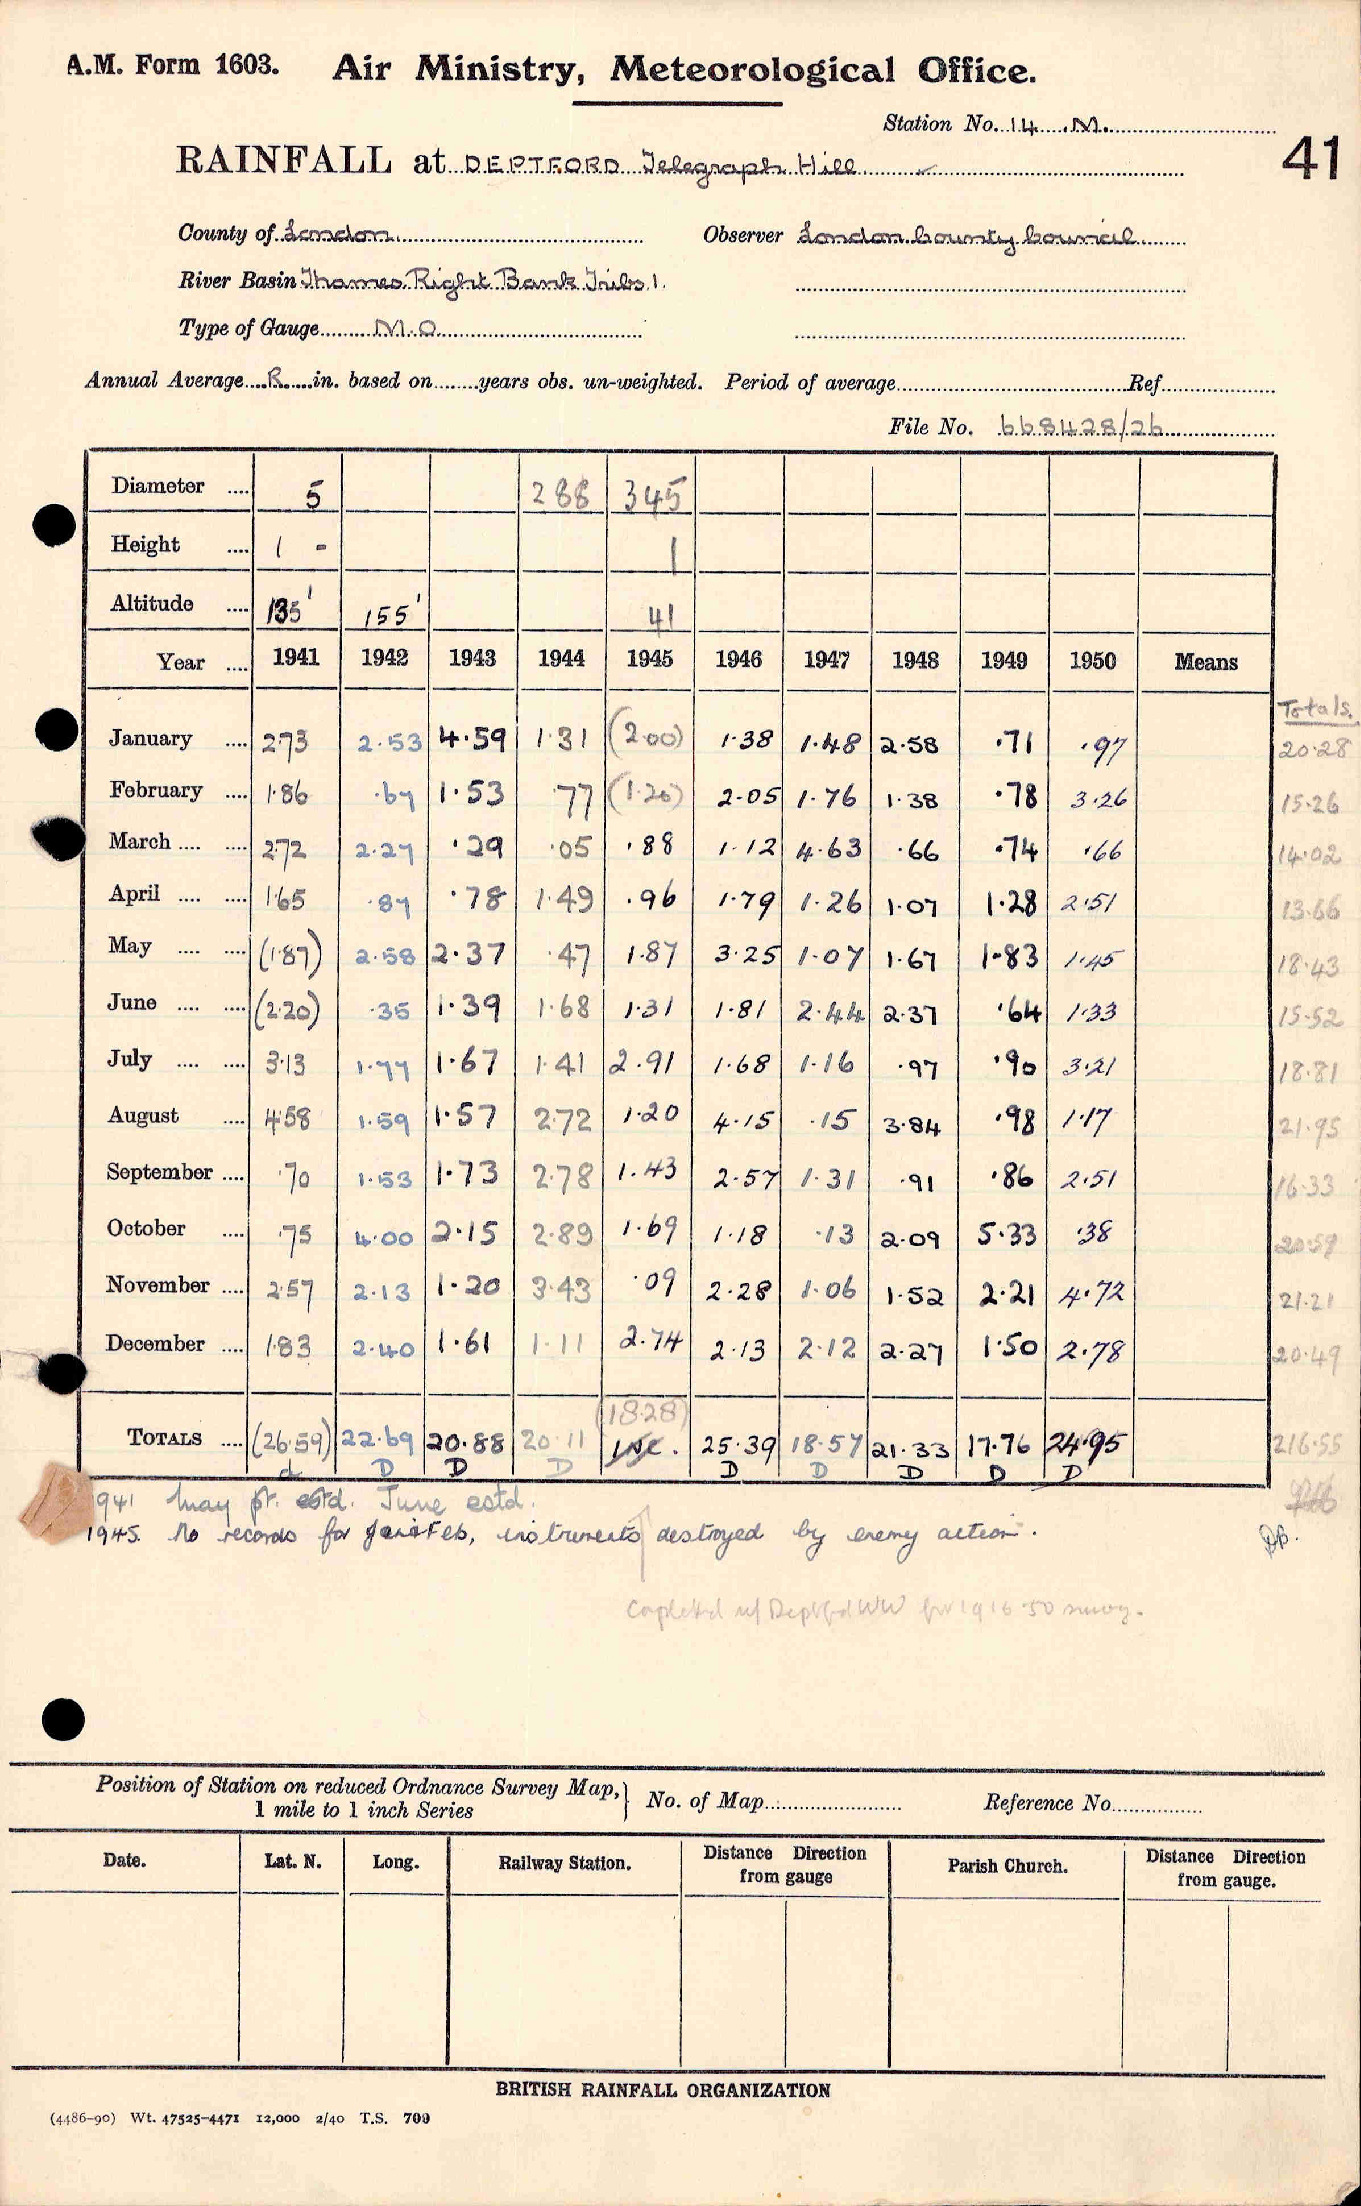 A.M. Form 1603. Air Ministry, Meteorological Office.
Station No. 14 .M.
41
RAINFALL at DEPTFORD Telegraph Hill
County of London Observer London County Council
River Basin Thames Right Bank Tribs 1.
Type of Gauge M.O
Annual Average R in. based on years obs. un-weighted. Period of average Ref
File No. 668428/26
Diameter .... 5 288 345
Height .... 1 - 1
Altitude .... 135' 155' 41
Year .... 1941 1942 1943 1944 1945 1946 1947 1948 1949 1950 Means
Totals.
January .... 2.73 2.53 4.59 1.31 (2.00) 1.38 1.48 2.58 .71 .97 20.28
February .... 1.86 .67 1.53 .77 (1.20) 2.05 1.76 1.38 .78 3.26 15.26
March .... .... 2.72 2.27 .29 .05 .88 1.12 4.63 .66 .74 .66 14.02
April .... .... 1.65 .87 .78 1.49 .96 1.79 1.26 1.07 1.28 2.51 13.66
May .... .... (1.87) 2.58 2.37 .47 1.87 3.25 1.07 1.67 1.83 1.45 18.43
June .... .... (2.20) .35 1.39 1.68 1.31 1.81 2.44 2.37 .64 1.33 15.52
July .... .... 3.13 1.77 1.67 1.41 2.91 1.68 1.16 .97 .90 3.21 18.81
August .... 4.58 1.59 1.57 2.72 1.20 4.15 .15 3.84 .98 1.17 21.95
September .... .70 1.53 1.73 2.78 1.43 2.57 1.31 .91 .86 2.51 16.33
October .... .75 4.00 2.15 2.89 1.69 1.18 .13 2.09 5.33 .38 20.59
November .... 2.57 2.13 1.20 3.43 .09 2.28 1.06 1.52 2.21 4.72 21.21
December .... 1.83 2.40 1.61 1.11 2.74 2.13 2.12 2.27 1.50 2.78 20.49
(18.28)
TOTALS .... (26.59) 22.69 20.88 20.11 Inc. 25.39 18.57 21.33 17.76 24.95 216.55
d D D D D D D D D
941 May pt. estd. June estd.
1945. No records for Jan & Feb, instruments destroyed by enemy action.
Completed w/ Deptford WW for 1916-50 survey.
Position of Station on reduced Ordnance Survey Map,
1 mile to 1 inch Series
No. of Map Reference No
Date. Lat. N. Long. Railway Station. Distance Direction from gauge Parish Church. Distance Direction from gauge.
BRITISH RAINFALL ORGANIZATION
(4486-90) Wt. 47525-4471 12,000 2/40 T.S. 709